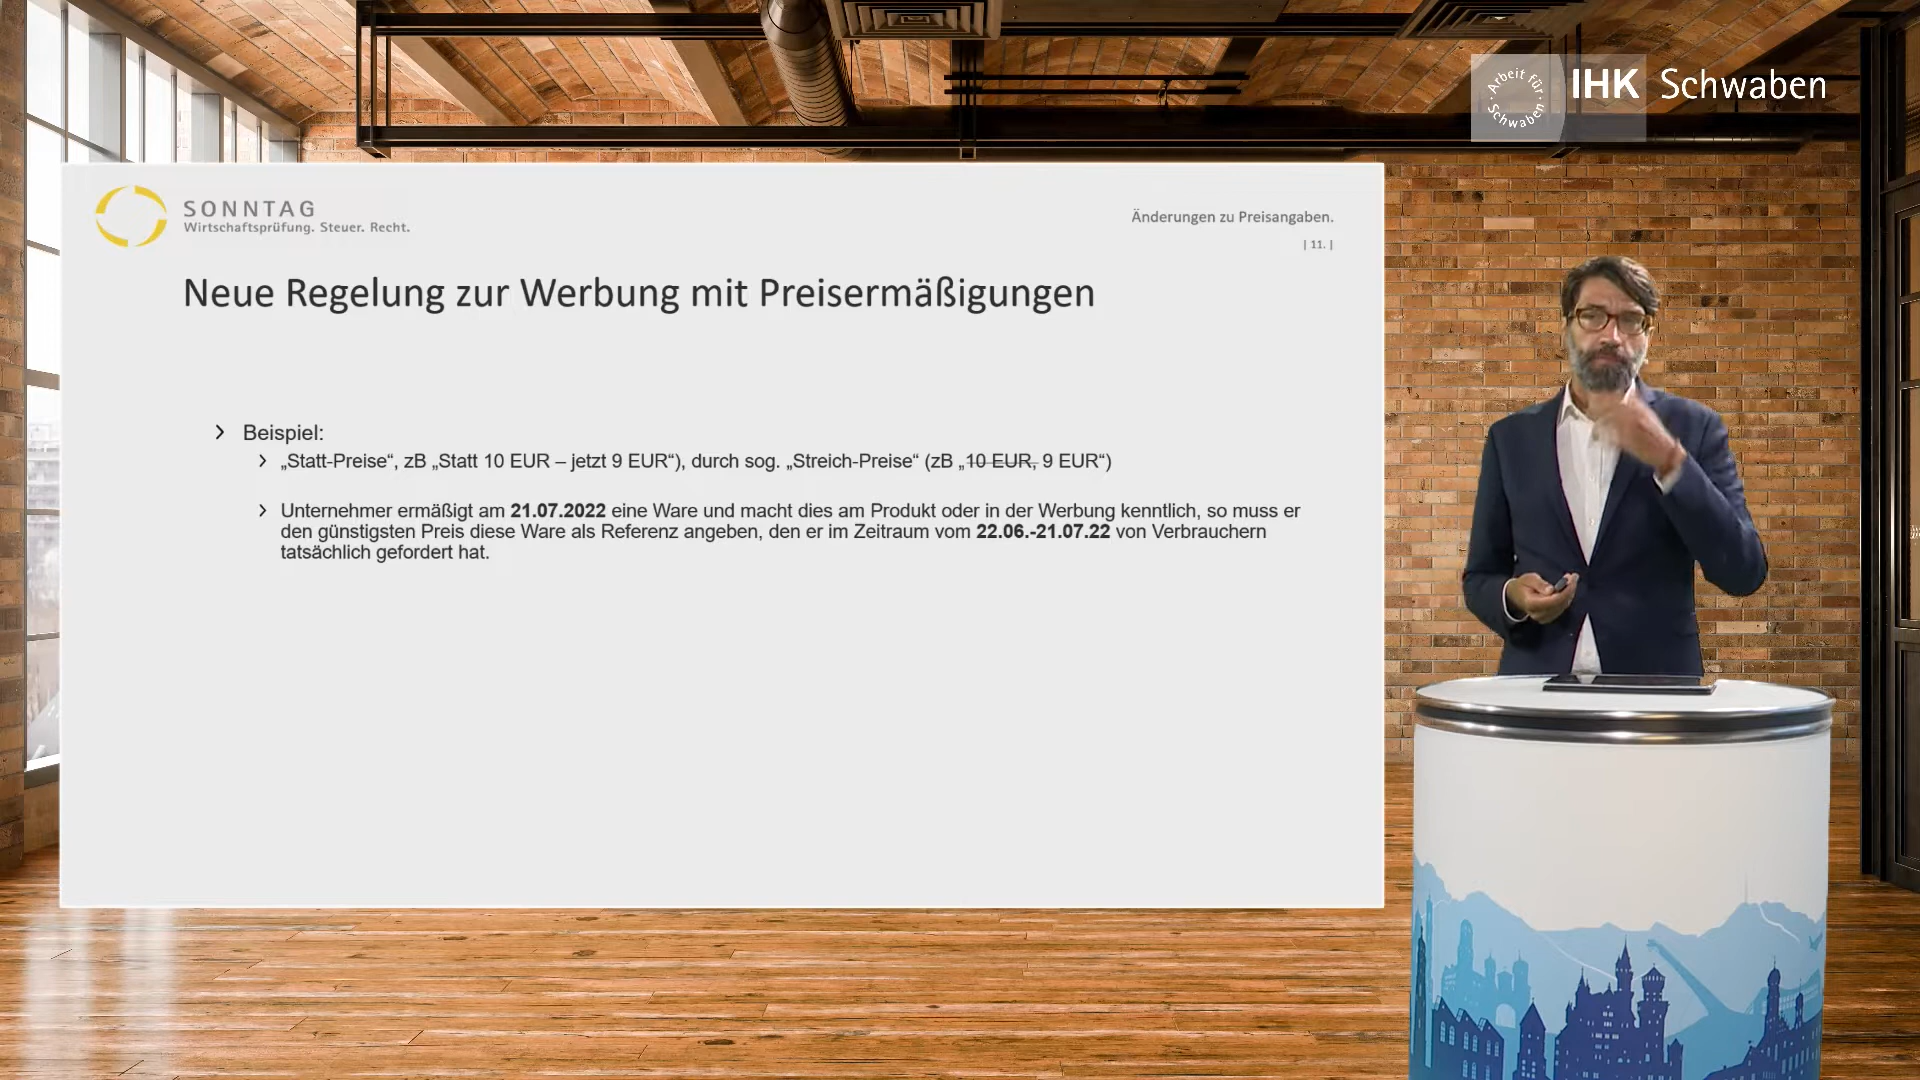 Arbeit für Schwaben
IHK Schwaben
SONNTAG
Wirtschaftsprüfung. Steuer. Recht.
Änderungen zu Preisangaben.
| 11. |
Neue Regelung zur Werbung mit Preisermäßigungen
Beispiel:
„Statt-Preise“, zB „Statt 10 EUR – jetzt 9 EUR“), durch sog. „Streich-Preise“ (zB „10 EUR, 9 EUR“)
Unternehmer ermäßigt am 21.07.2022 eine Ware und macht dies am Produkt oder in der Werbung kenntlich, so muss er
den günstigsten Preis diese Ware als Referenz angeben, den er im Zeitraum vom 22.06.-21.07.22 von Verbrauchern
tatsächlich gefordert hat.